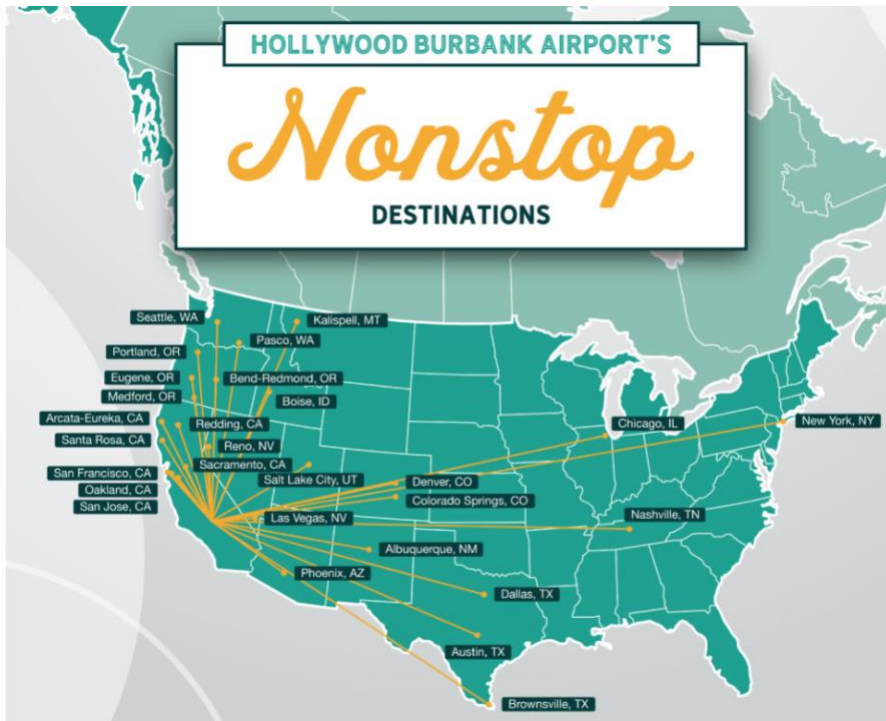 HOLLYWOOD BURBANK AIRPORT'S
Nonstop
DESTINATIONS
Seattle, WA
Kalispell, MT
Pasco, WA
Portland, OR
Eugene, OR
Bend-Redmond, OR
Medford, OR
Boise, ID
Arcata-Eureka, CA
Redding, CA
Chicago, IL
New York, NY
Santa Rosa, CA
Reno, NV
Sacramento, CA
San Francisco, CA
Salt Lake City, UT
Denver, CO
Oakland, CA
Colorado Springs, CO
San Jose, CA
Las Vegas, NV
Nashville, TN
Albuquerque, NM
Phoenix, AZ
Dallas, TX
Austin, TX
Brownsville, TX